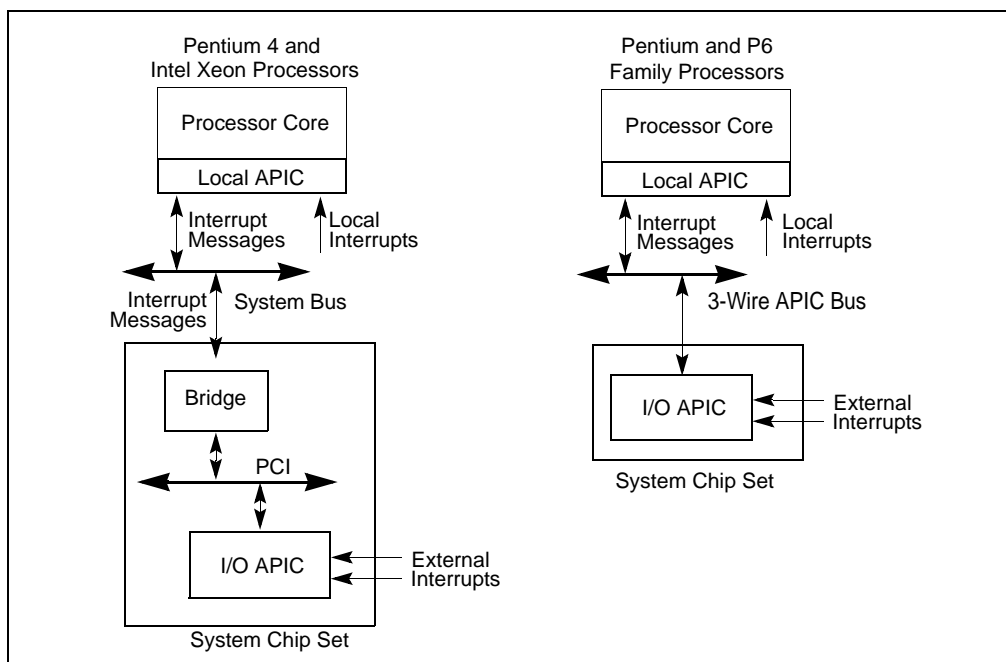 Pentium 4 and
Intel Xeon Processors
Processor Core
Local APIC
Interrupt
Messages
Local
Interrupts
System Bus
Interrupt
Messages
Bridge
PCI
I/O APIC
External
Interrupts
System Chip Set
Pentium and P6
Family Processors
Processor Core
Local APIC
Interrupt
Messages
Local
Interrupts
3-Wire APIC Bus
I/O APIC
External
Interrupts
System Chip Set